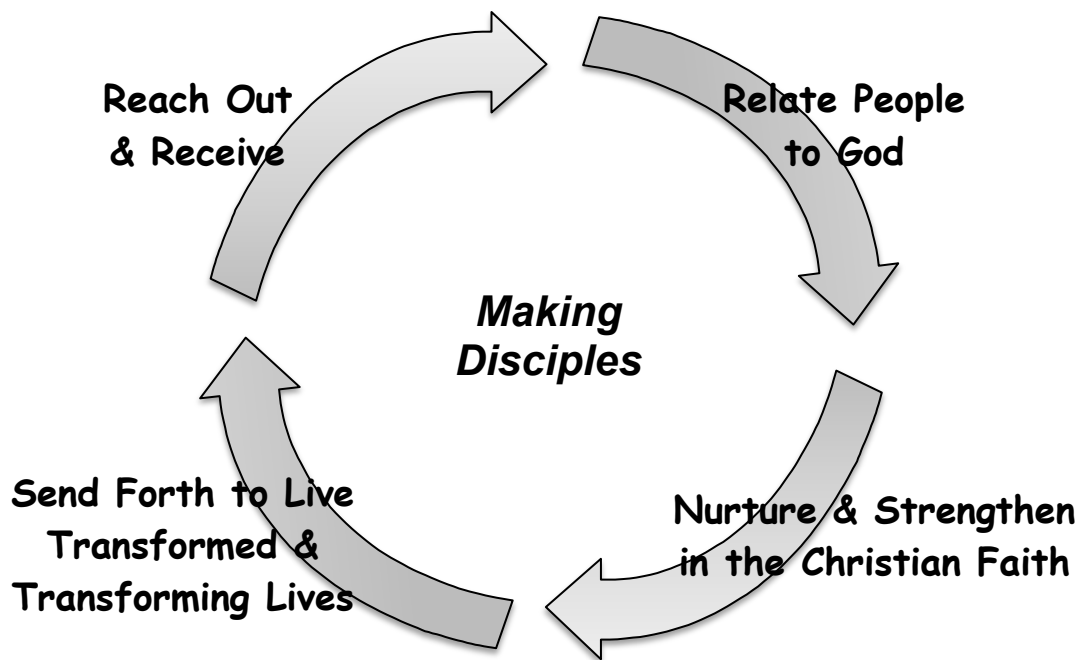 Reach Out
& Receive
Relate People
to God
Making
Disciples
Send Forth to Live
Transformed &
Transforming Lives
Nurture & Strengthen
in the Christian Faith